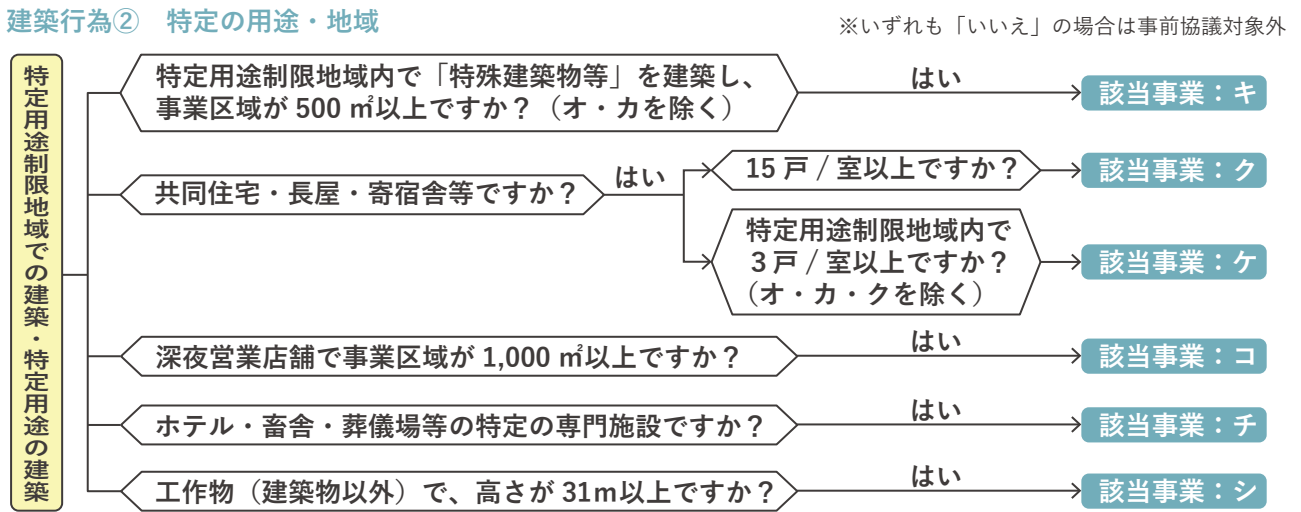 建築行為② 特定の用途・地域
※いずれも「いいえ」の場合は事前協議対象外
特定用途制限地域での建築・特定用途の建築
特定用途制限地域内で「特殊建築物等」を建築し、
事業区域が 500 ㎡以上ですか？（オ・カを除く）
はい
該当事業：キ
共同住宅・長屋・寄宿舎等ですか？
はい
15 戸 / 室以上ですか？
該当事業：ク
特定用途制限地域内で
３戸 / 室以上ですか？
（オ・カ・クを除く）
該当事業：ケ
深夜営業店舗で事業区域が 1,000 ㎡以上ですか？
はい
該当事業：コ
ホテル・畜舎・葬儀場等の特定の専門施設ですか？
はい
該当事業：チ
工作物（建築物以外）で、高さが 31ｍ以上ですか？
はい
該当事業：シ